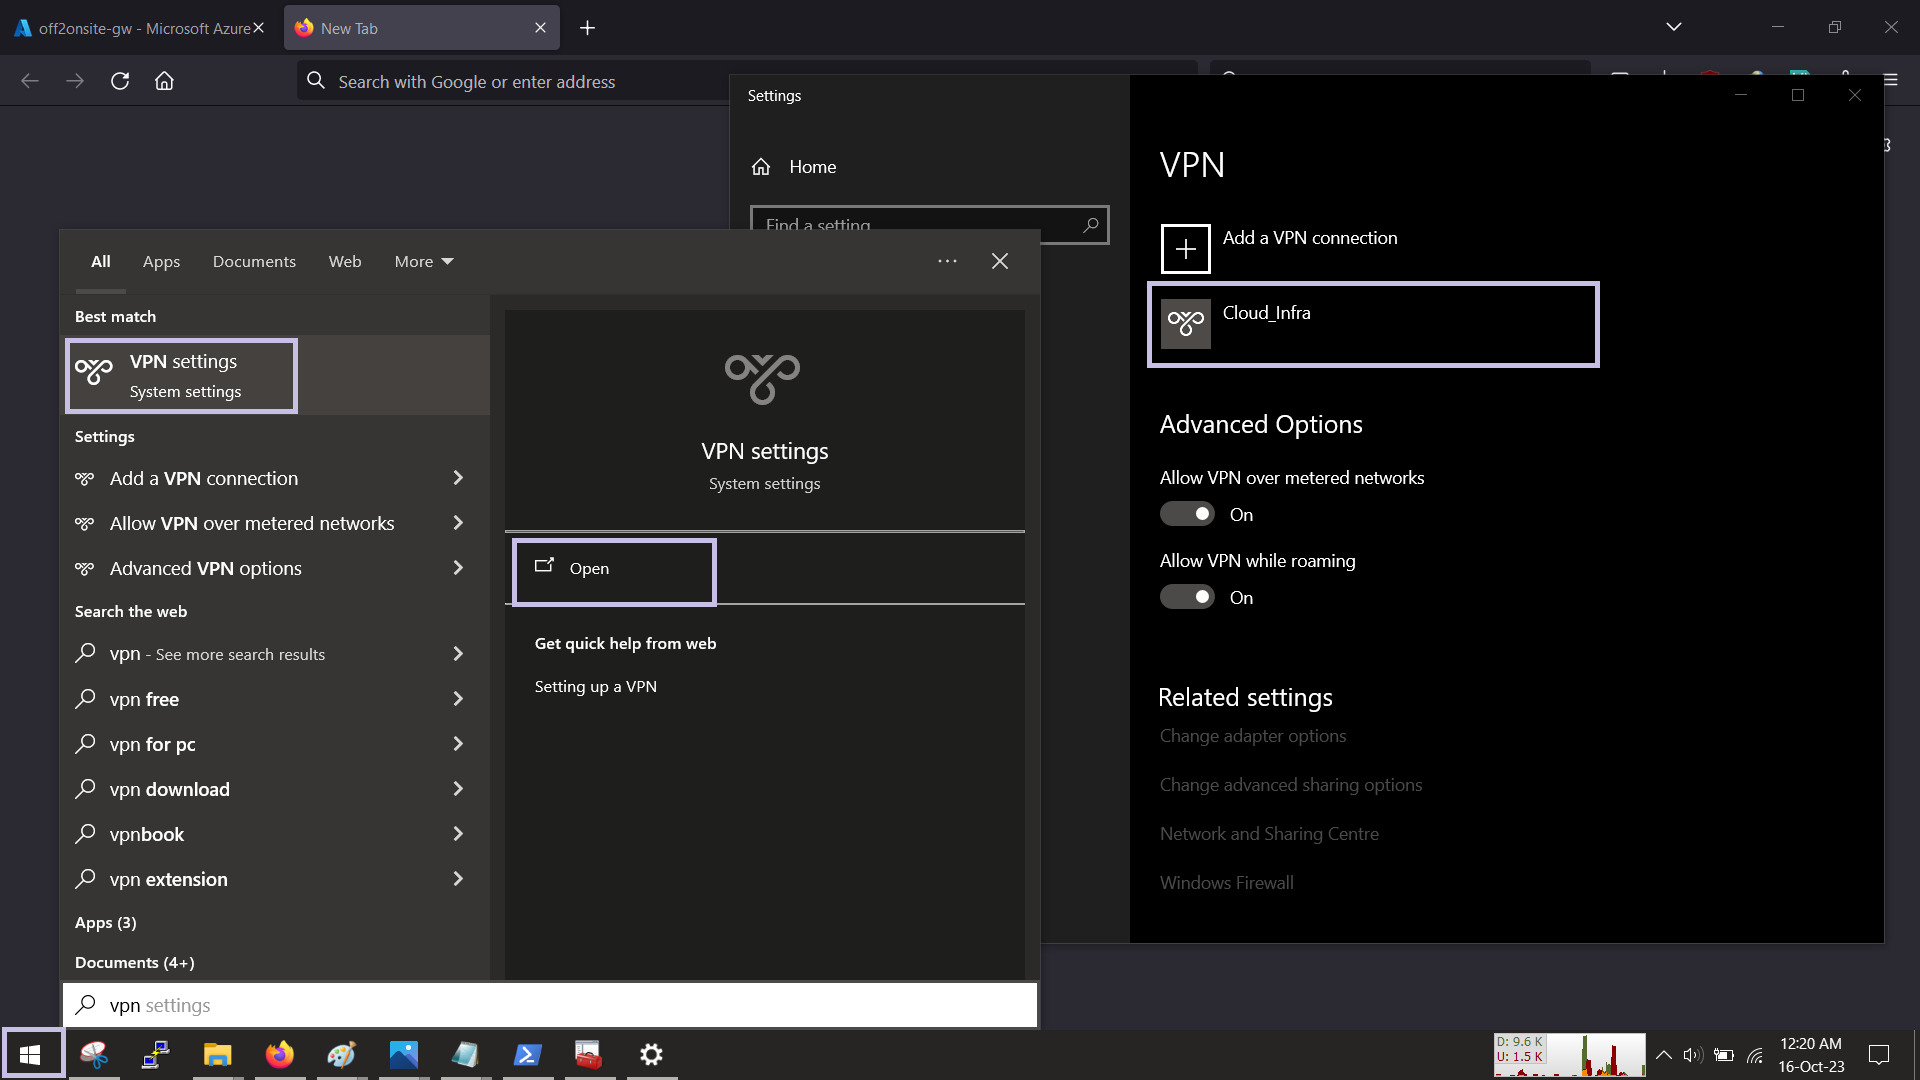 off2onsite-gw - Microsoft Azure
New Tab
Search with Google or enter address
Settings
Home
Find a setting
VPN
Add a VPN connection
Cloud_Infra
Advanced Options
Allow VPN over metered networks
On
Allow VPN while roaming
On
Related settings
Change adapter options
Change advanced sharing options
Network and Sharing Centre
Windows Firewall
All Apps Documents Web More
Best match
VPN settings
System settings
Settings
Add a VPN connection
Allow VPN over metered networks
Advanced VPN options
Search the web
vpn - See more search results
vpn free
vpn for pc
vpn download
vpnbook
vpn extension
Apps (3)
Documents (4+)
VPN settings
System settings
Open
Get quick help from web
Setting up a VPN
vpn settings
D: 9.6 K
U: 1.5 K
12:20 AM
16-Oct-23